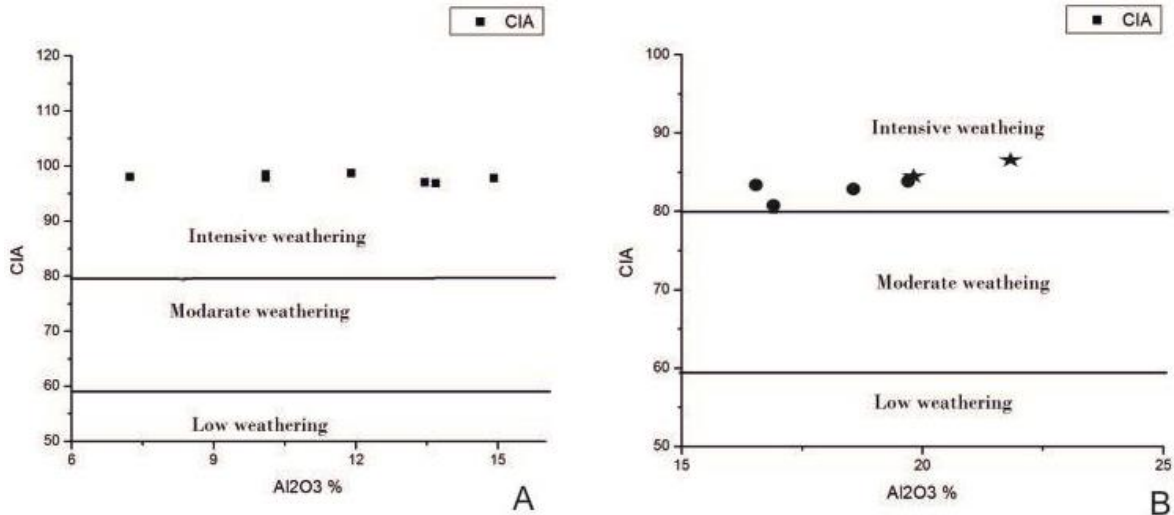 CIA
120
110
100
90
80
70
60
50
CIA
Intensive weathering
Modarate weathering
Low weathering
6
9
12
15
Al2O3 %
A
CIA
100
90
80
70
60
50
CIA
Intensive weatheing
Moderate weatheing
Low weathering
15
20
25
Al2O3 %
B